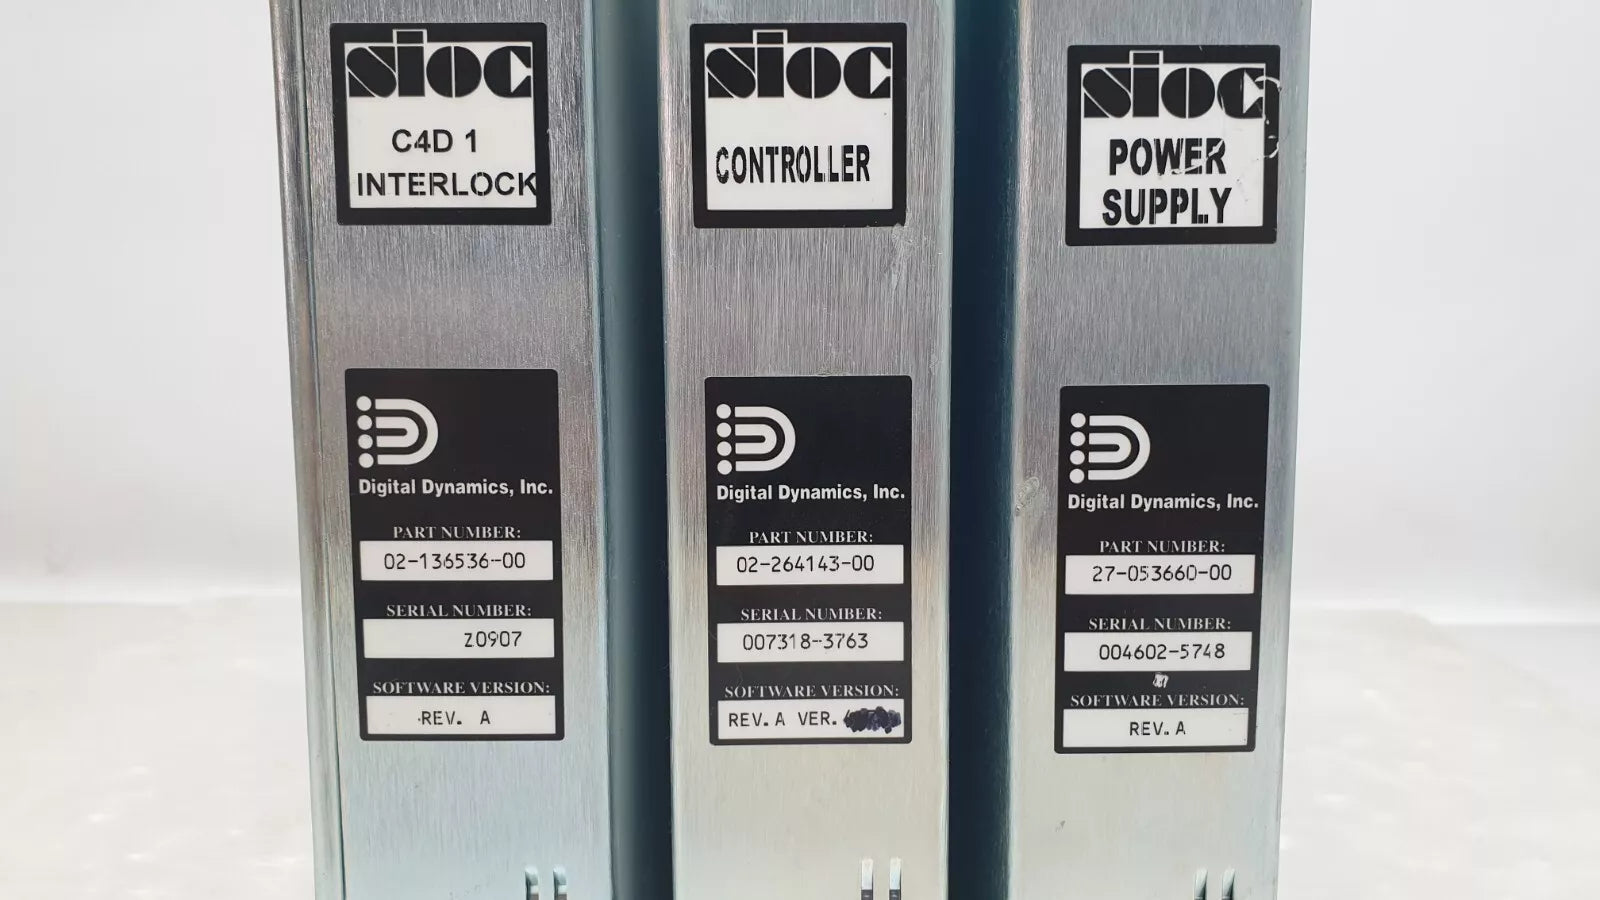 SIOC
C4D 1
INTERLOCK
Digital Dynamics, Inc.
PART NUMBER:
02-136536-00
SERIAL NUMBER:
Z0907
SOFTWARE VERSION:
REV. A
SIOC
CONTROLLER
Digital Dynamics, Inc.
PART NUMBER:
02-264143-00
SERIAL NUMBER:
007318-3763
SOFTWARE VERSION:
REV. A VER.
SIOC
POWER
SUPPLY
Digital Dynamics, Inc.
PART NUMBER:
27-053660-00
SERIAL NUMBER:
004602-5748
SOFTWARE VERSION:
REV. A